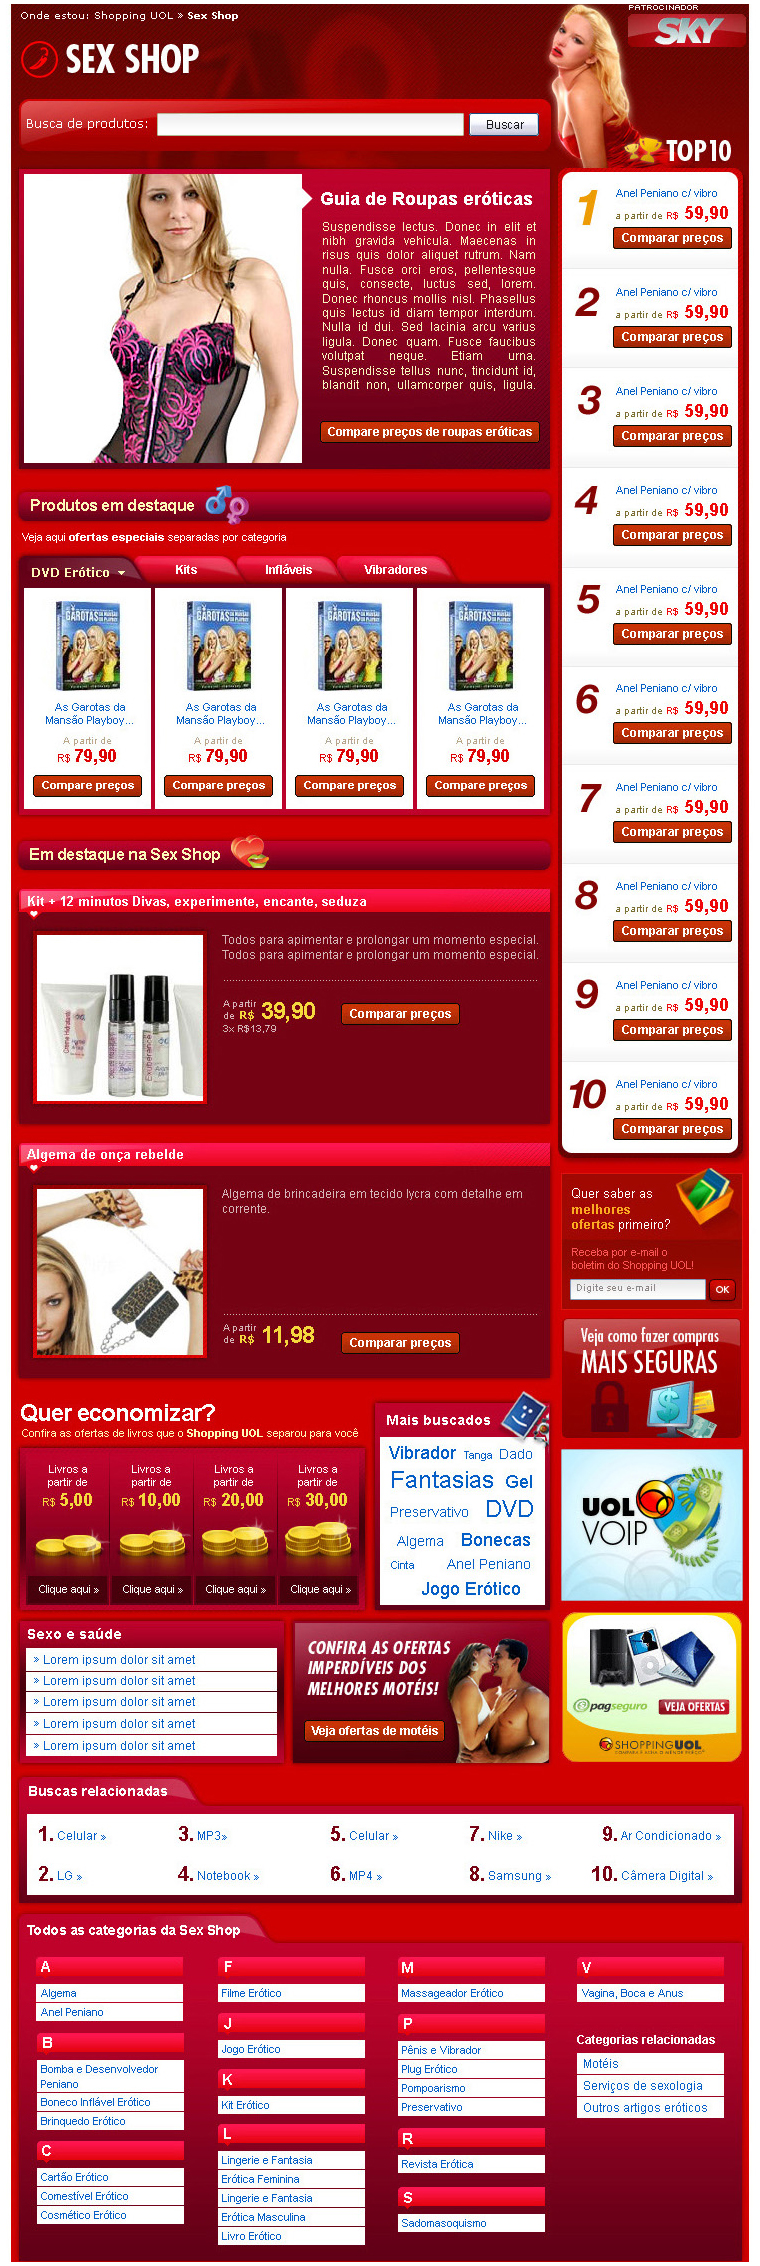 Onde estou: Shopping UOL » Sex Shop
PATROCINADOR
SKY
SEX SHOP
Busca de produtos:
Buscar
TOP10
Guia de Roupas eróticas
Suspendisse lectus. Donec in elit et
nibh gravida vehicula. Maecenas in
risus quis dolor aliquet rutrum. Nam
nulla. Fusce orci eros, pellentesque
quis, consecte, luctus sed, lorem.
Donec rhoncus mollis nisl. Phasellus
quis lectus id diam tempor interdum.
Nulla id dui. Sed lacinia arcu varius
ligula. Donec quam. Fusce faucibus
volutpat neque. Etiam urna.
Suspendisse tellus nunc, tincidunt id,
blandit non, ullamcorper quis, ligula.
Compare preços de roupas eróticas
1
Anel Peniano c/ vibro
a partir de R$ 59,90
Comparar preços
2
Anel Peniano c/ vibro
a partir de R$ 59,90
Comparar preços
3
Anel Peniano c/ vibro
a partir de R$ 59,90
Comparar preços
4
Anel Peniano c/ vibro
a partir de R$ 59,90
Comparar preços
5
Anel Peniano c/ vibro
a partir de R$ 59,90
Comparar preços
6
Anel Peniano c/ vibro
a partir de R$ 59,90
Comparar preços
7
Anel Peniano c/ vibro
a partir de R$ 59,90
Comparar preços
8
Anel Peniano c/ vibro
a partir de R$ 59,90
Comparar preços
9
Anel Peniano c/ vibro
a partir de R$ 59,90
Comparar preços
10
Anel Peniano c/ vibro
a partir de R$ 59,90
Comparar preços
Produtos em destaque
Veja aqui ofertas especiais separadas por categoria
DVD Erótico Kits Infláveis Vibradores
GAROTAS
As Garotas da
Mansão Playboy...
A partir de
R$ 79,90
Compare preços
GAROTAS
As Garotas da
Mansão Playboy...
A partir de
R$ 79,90
Compare preços
GAROTAS
As Garotas da
Mansão Playboy...
A partir de
R$ 79,90
Compare preços
GAROTAS
As Garotas da
Mansão Playboy...
A partir de
R$ 79,90
Compare preços
Em destaque na Sex Shop
Kit + 12 minutos Divas, experimente, encante, seduza
Todos para apimentar e prolongar um momento especial.
Todos para apimentar e prolongar um momento especial.
A partir
de R$ 39,90
3x R$13,79
Comparar preços
Exuberance
Algema de onça rebelde
Algema de brincadeira em tecido lycra com detalhe em
corrente.
A partir
de R$ 11,98
Comparar preços
Quer saber as
melhores
ofertas primeiro?
Receba por e-mail o
boletim do Shopping UOL!
Digite seu e-mail
OK
Veja como fazer compras
MAIS SEGURAS
UOL
VOIP
pagseguro
VEJA OFERTAS
SHOPPINGUOL
COMPARE E ACHE O MENOR PREÇO
Quer economizar?
Confira as ofertas de livros que o Shopping UOL separou para você
Livros a
partir de
R$ 5,00
Clique aqui »
Livros a
partir de
R$ 10,00
Clique aqui »
Livros a
partir de
R$ 20,00
Clique aqui »
Livros a
partir de
R$ 30,00
Clique aqui »
Mais buscados
Vibrador Tanga Dado
Fantasias Gel
Preservativo DVD
Algema Bonecas
Cinta Anel Peniano
Jogo Erótico
Sexo e saúde
» Lorem ipsum dolor sit amet
» Lorem ipsum dolor sit amet
» Lorem ipsum dolor sit amet
» Lorem ipsum dolor sit amet
» Lorem ipsum dolor sit amet
CONFIRA AS OFERTAS
IMPERDÍVEIS DOS
MELHORES MOTÉIS!
Veja ofertas de motéis
Buscas relacionadas
1. Celular » 3. MP3» 5. Celular » 7. Nike » 9. Ar Condicionado »
2. LG » 4. Notebook » 6. MP4 » 8. Samsung » 10. Câmera Digital »
Todos as categorias da Sex Shop
A
Algema
Anel Peniano
B
Bomba e Desenvolvedor
Peniano
Boneco Inflável Erótico
Brinquedo Erótico
C
Cartão Erótico
Comestível Erótico
Cosmético Erótico
F
Filme Erótico
J
Jogo Erótico
K
Kit Erótico
L
Lingerie e Fantasia
Erótica Feminina
Lingerie e Fantasia
Erótica Masculina
Livro Erótico
M
Massageador Erótico
P
Pênis e Vibrador
Plug Erótico
Pompoarismo
Preservativo
R
Revista Erótica
S
Sadomasoquismo
V
Vagina, Boca e Anus
Categorias relacionadas
Motéis
Serviços de sexologia
Outros artigos eróticos